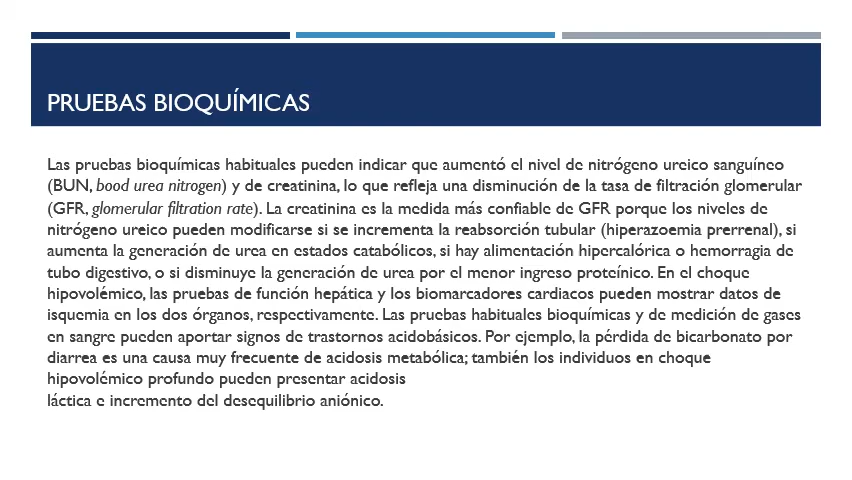 PRUEBAS BIOQUÍMICAS
Las pruebas bioquímicas habituales pueden indicar que aumentó el nivel de nitrógeno ureico sanguíneo
(BUN, bood urea nitrogen) y de creatinina, lo que refleja una disminución de la tasa de filtración glomerular
(GFR, glomerular filtration rate). La creatinina es la medida más confiable de GFR porque los niveles de
nitrógeno ureico pueden modificarse si se incrementa la reabsorción tubular (hiperazoemia prerrenal), si
aumenta la generación de urea en estados catabólicos, si hay alimentación hipercalórica o hemorragia de
tubo digestivo, o si disminuye la generación de urea por el menor ingreso proteínico. En el choque
hipovolémico, las pruebas de función hepática y los biomarcadores cardiacos pueden mostrar datos de
isquemia en los dos órganos, respectivamente. Las pruebas habituales bioquímicas y de medición de gases
en sangre pueden aportar signos de trastornos acidobásicos. Por ejemplo, la pérdida de bicarbonato por
diarrea es una causa muy frecuente de acidosis metabólica; también los individuos en choque
hipovolémico profundo pueden presentar acidosis
láctica e incremento del desequilibrio aniónico.